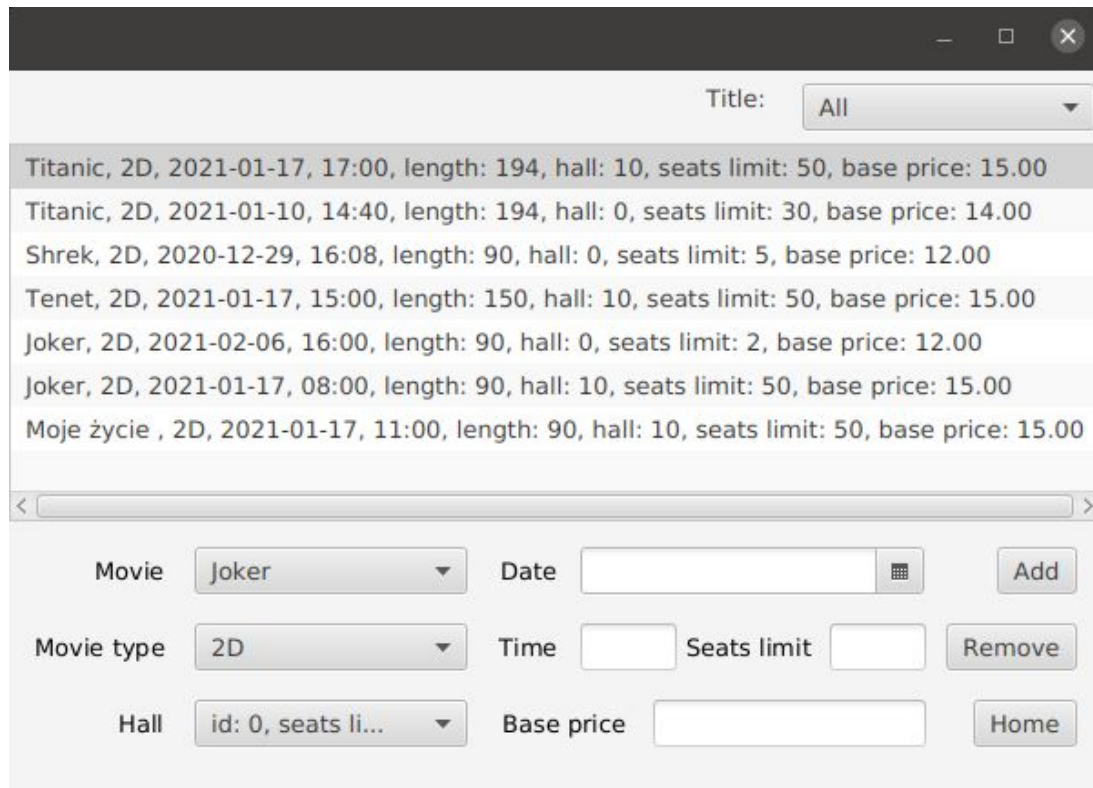 Title: All
Titanic, 2D, 2021-01-17, 17:00, length: 194, hall: 10, seats limit: 50, base price: 15.00
Titanic, 2D, 2021-01-10, 14:40, length: 194, hall: 0, seats limit: 30, base price: 14.00
Shrek, 2D, 2020-12-29, 16:08, length: 90, hall: 0, seats limit: 5, base price: 12.00
Tenet, 2D, 2021-01-17, 15:00, length: 150, hall: 10, seats limit: 50, base price: 15.00
Joker, 2D, 2021-02-06, 16:00, length: 90, hall: 0, seats limit: 2, base price: 12.00
Joker, 2D, 2021-01-17, 08:00, length: 90, hall: 10, seats limit: 50, base price: 15.00
Moje życie , 2D, 2021-01-17, 11:00, length: 90, hall: 10, seats limit: 50, base price: 15.00
Movie Joker Date Add
Movie type 2D Time Seats limit Remove
Hall id: 0, seats li... Base price Home